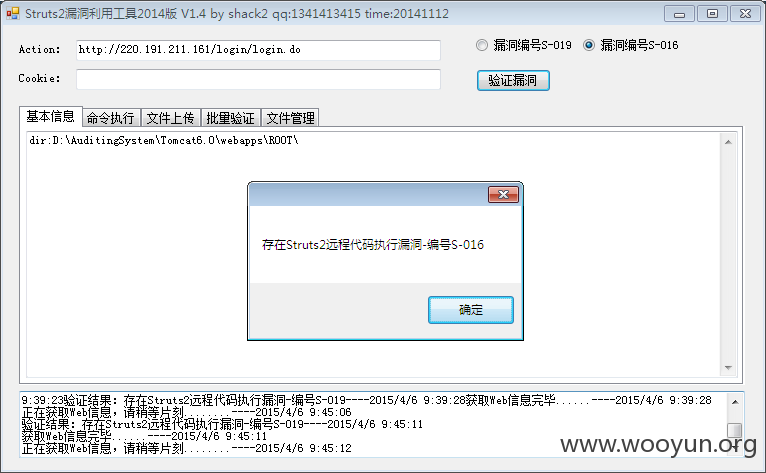 Struts2漏洞利用工具2014版 V1.4 by shack2 qq:1341413415 time:20141112
Action: http://220.191.211.161/login/login.do 漏洞编号S-019 漏洞编号S-016
Cookie: 验证漏洞
基本信息 命令执行 文件上传 批量验证 文件管理
dir:D:\AuditingSystem\Tomcat6.0\webapps\ROOT\
存在Struts2远程代码执行漏洞-编号S-016
确定
9:39:23验证结果: 存在Struts2远程代码执行漏洞-编号S-019----2015/4/6 9:39:28获取Web信息完毕......----2015/4/6 9:39:28
正在获取Web信息,请稍等片刻........----2015/4/6 9:45:06
验证结果: 存在Struts2远程代码执行漏洞-编号S-019----2015/4/6 9:45:11
获取Web信息完毕......----2015/4/6 9:45:11
正在获取Web信息,请稍等片刻........----2015/4/6 9:45:12
www.wooyun.org